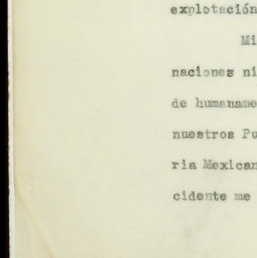 explotación
Mi
naciones ni
de humaname
nuestros Pu
ria Mexican
cidente me